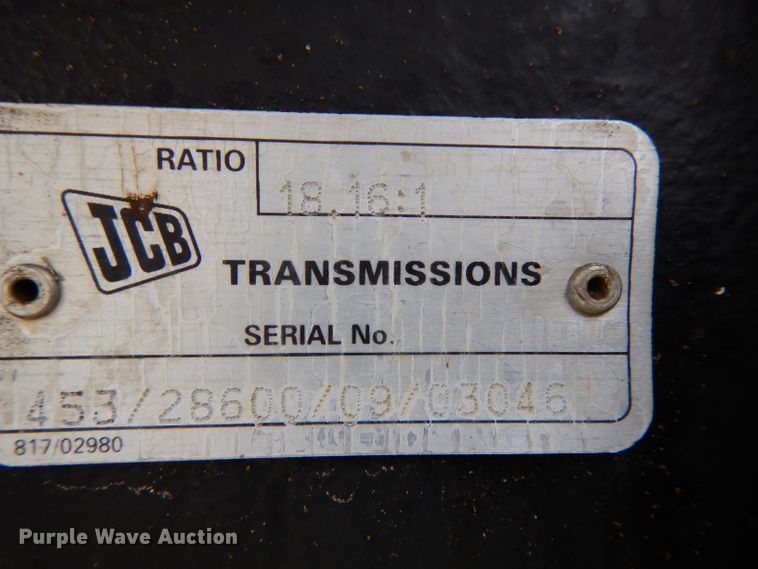 RATIO
18.16:1
JCB
TRANSMISSIONS
SERIAL No.
453/28600/09/03046
817/02980
Purple Wave Auction